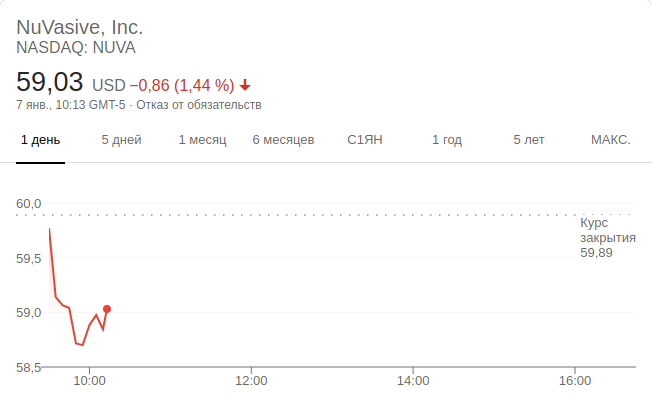 NuVasive, Inc.
NASDAQ: NUVA
59,03 USD −0,86 (1,44 %)
7 янв., 10:13 GMT-5 · Отказ от обязательств
1 день 5 дней 1 месяц 6 месяцев С1ЯН 1 год 5 лет МАКС.
60,0
Курс
закрытия
59,89
59,5
59,0
58,5
10:00 12:00 14:00 16:00